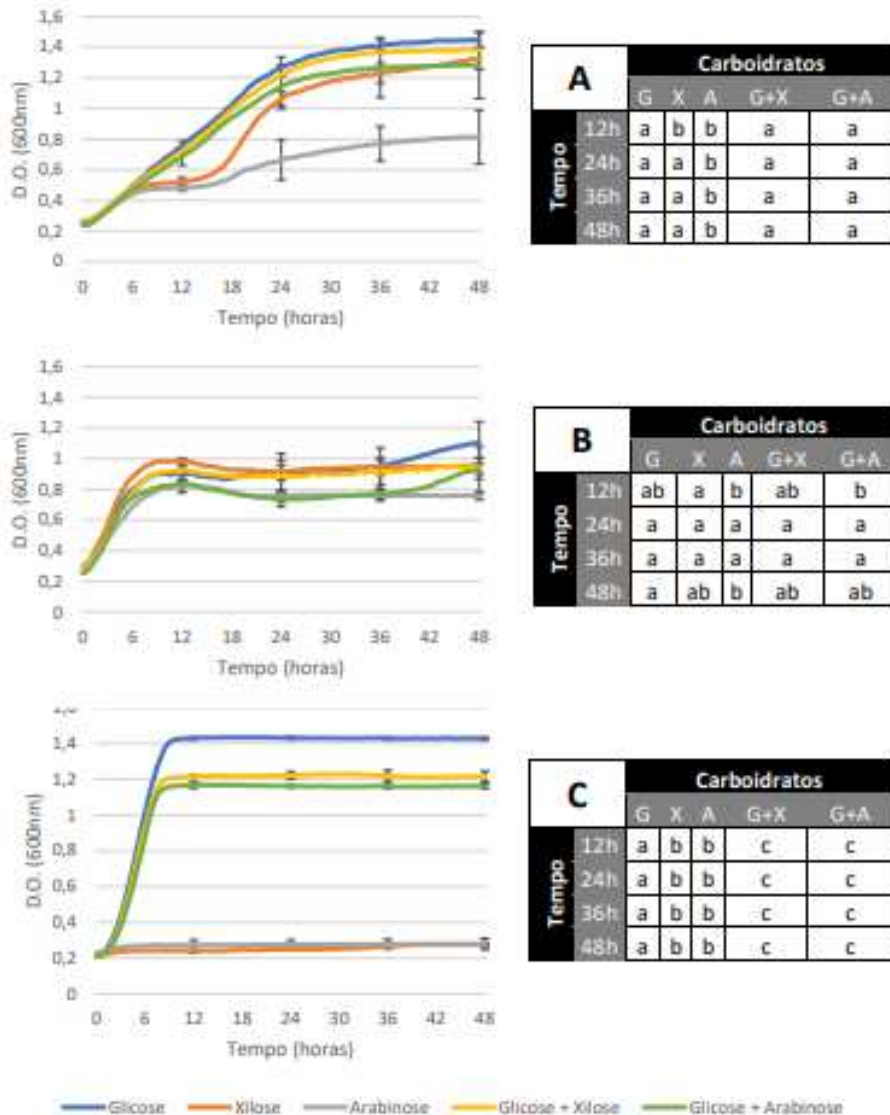 1,6
1,4
1,2
1
0,8
0,6
0,4
0,2
0
D.O. (600nm)
0 6 12 18 24 30 36 42 48
Tempo (horas)
A
Carboidratos
G X A G+X G+A
Tempo
12h a b b a a
24h a a b a a
36h a a b a a
48h a a b a a
1,6
1,4
1,2
1
0,8
0,6
0,4
0,2
0
D.O. (600nm)
0 6 12 18 24 30 36 42 48
Tempo (horas)
B
Carboidratos
G X A G+X G+A
Tempo
12h ab a b ab b
24h a a a a a
36h a a a a a
48h a ab b ab ab
1,4
1,2
1
0,8
0,6
0,4
0,2
0
D.O. (600nm)
0 6 12 18 24 30 36 42 48
Tempo (horas)
C
Carboidratos
G X A G+X G+A
Tempo
12h a b b c c
24h a b b c c
36h a b b c c
48h a b b c c
Glicose Xilose Arabinose Glicose + Xilose Glicose + Arabinose